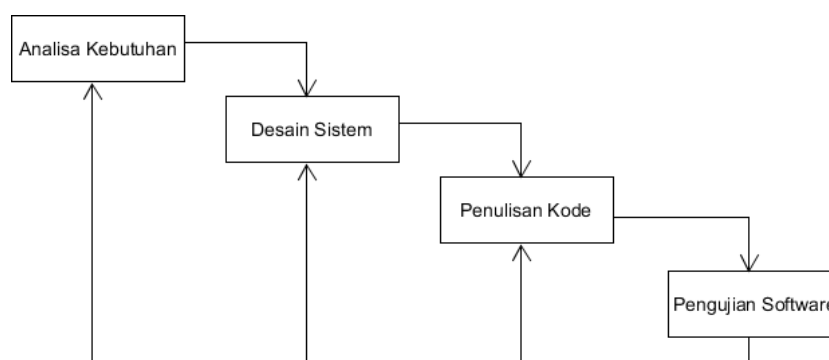 Analisa Kebutuhan
Desain Sistem
Penulisan Kode
Pengujian Software